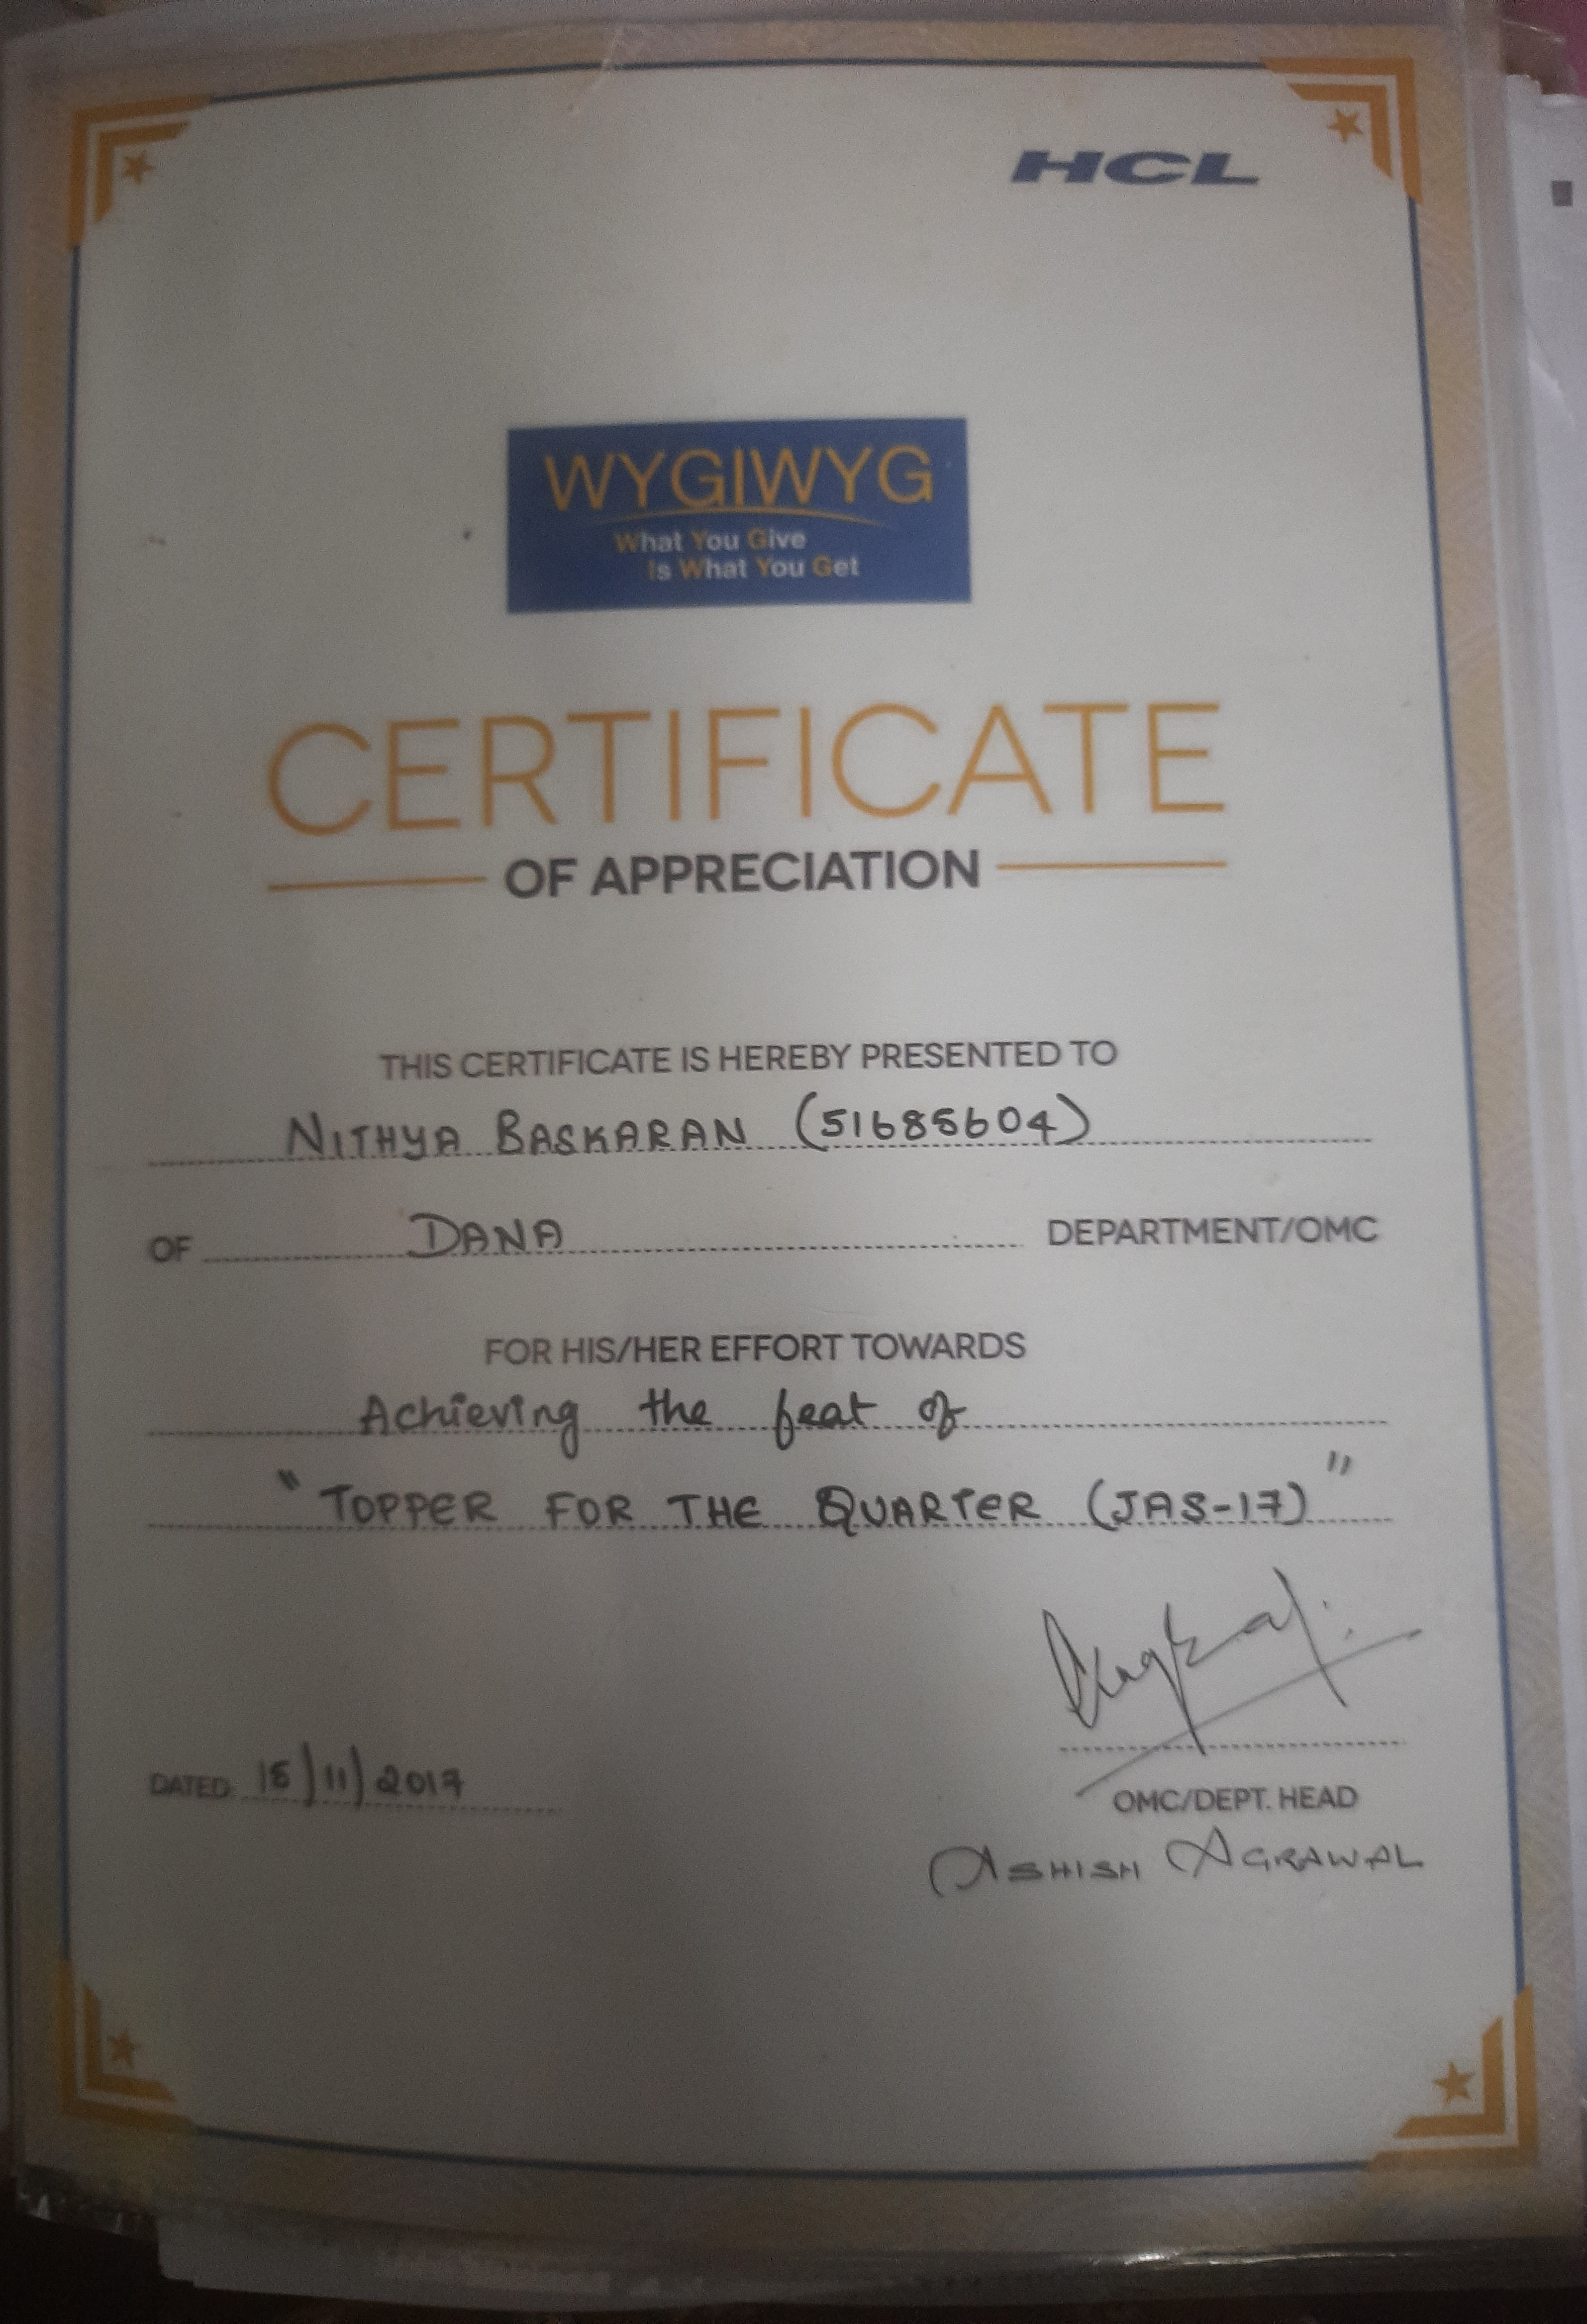 HCL
WYGIWYG
What You Give
Is What You Get
CERTIFICATE
OF APPRECIATION
THIS CERTIFICATE IS HEREBY PRESENTED TO
NITHYA BASKARAN (51685604)
OF DANA DEPARTMENT/OMC
FOR HIS/HER EFFORT TOWARDS
Achieving the feat of
" TOPPER FOR THE QUARTER (JAS-17) "
DATED: 15/11/2017
OMC/DEPT. HEAD
ASHISH AGRAWAL